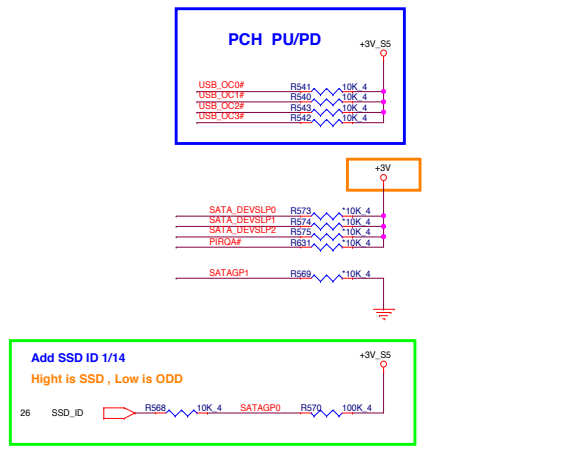 PCH PU/PD
+3V_S5
USB_OC0# R541 10K_4
USB_OC1# R540 10K_4
USB_OC2# R543 10K_4
USB_OC3# R542 10K_4
+3V
SATA_DEVSLP0 R573 *10K_4
SATA_DEVSLP1 R574 *10K_4
SATA_DEVSLP2 R575 *10K_4
PIRQA# R631 *10K_4
SATAGP1 R569 *10K_4
Add SSD ID 1/14
+3V_S5
Hight is SSD , Low is ODD
26 SSD_ID R568 10K_4 SATAGP0 R570 100K_4